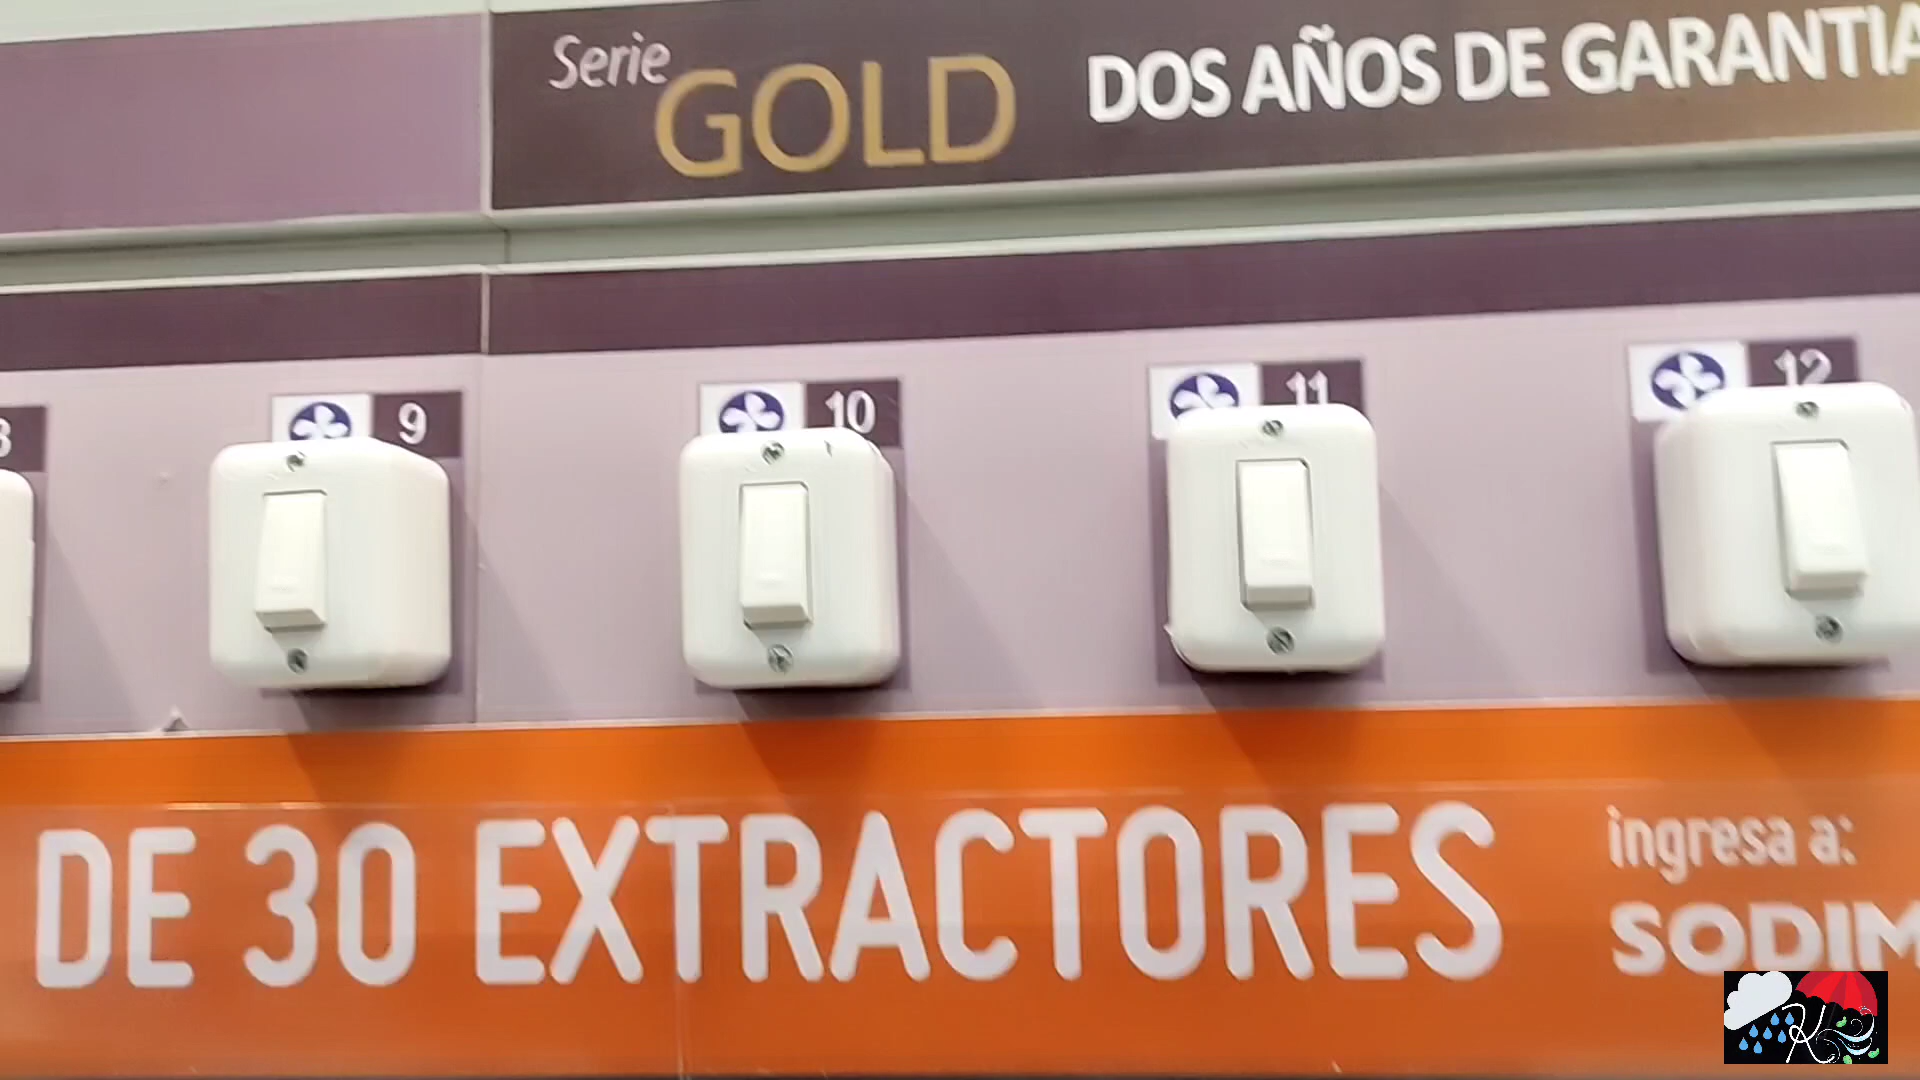 Serie
GOLD
DOS AÑOS DE GARANTIA
9
10
11
12
DE 30 EXTRACTORES
ingresa a:
SODIM